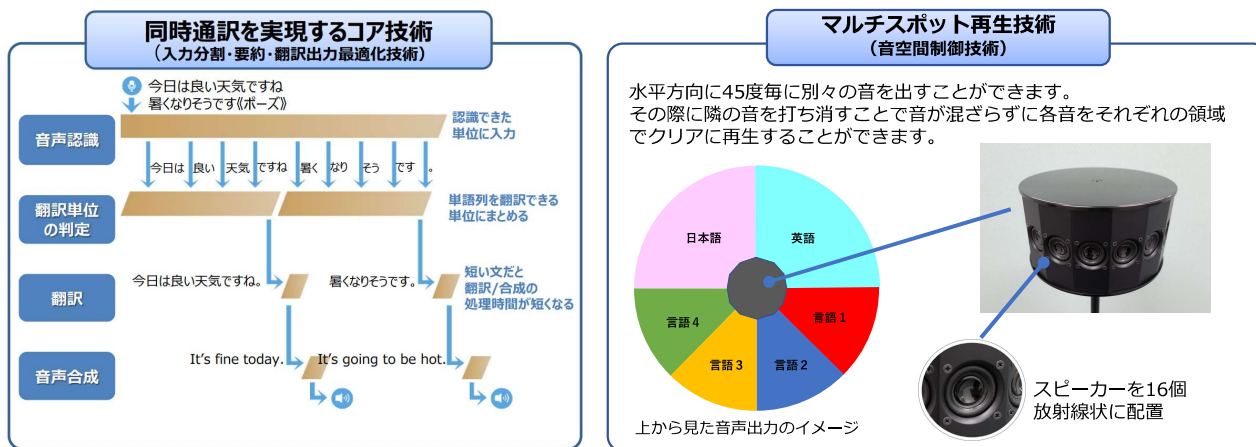 同時通訳を実現するコア技術
（入力分割・要約・翻訳出力最適化技術）
今日は良い天気ですね
暑くなりそうです《ポーズ》
音声認識
認識できた
単位に入力
今日は 良い 天気 ですね 暑く なり そう です 。
翻訳単位
の判定
単語列を翻訳できる
単位にまとめる
翻訳
今日は良い天気ですね。
暑くなりそうです。
短い文だと
翻訳/合成の
処理時間が短くなる
音声合成
It's fine today.
It's going to be hot.
マルチスポット再生技術
（音空間制御技術）
水平方向に45度毎に別々の音を出すことができます。
その際に隣の音を打ち消すことで音が混ざらずに各音をそれぞれの領域
でクリアに再生することができます。
日本語
英語
言語４
言語１
言語３
言語２
上から見た音声出力のイメージ
スピーカーを16個
放射線状に配置